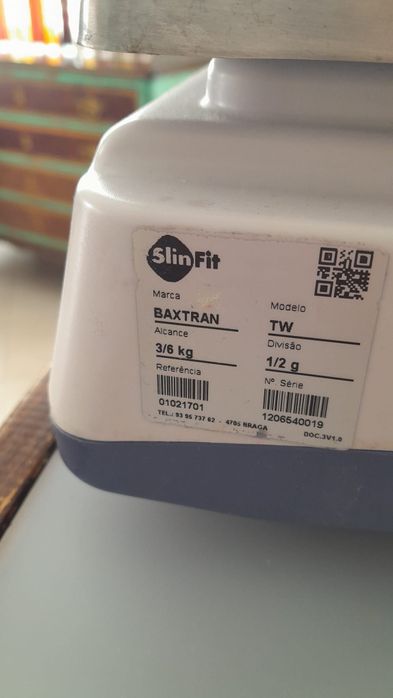 SlinFit
Marca
BAXTRAN
Modelo
TW
Alcance
3/6 kg
Divisão
1/2 g
Referência
01021701
Nº Série
1206540019
TEL.: 93 95 737 62 - 4705 NRAGA
DOC.3V1.0